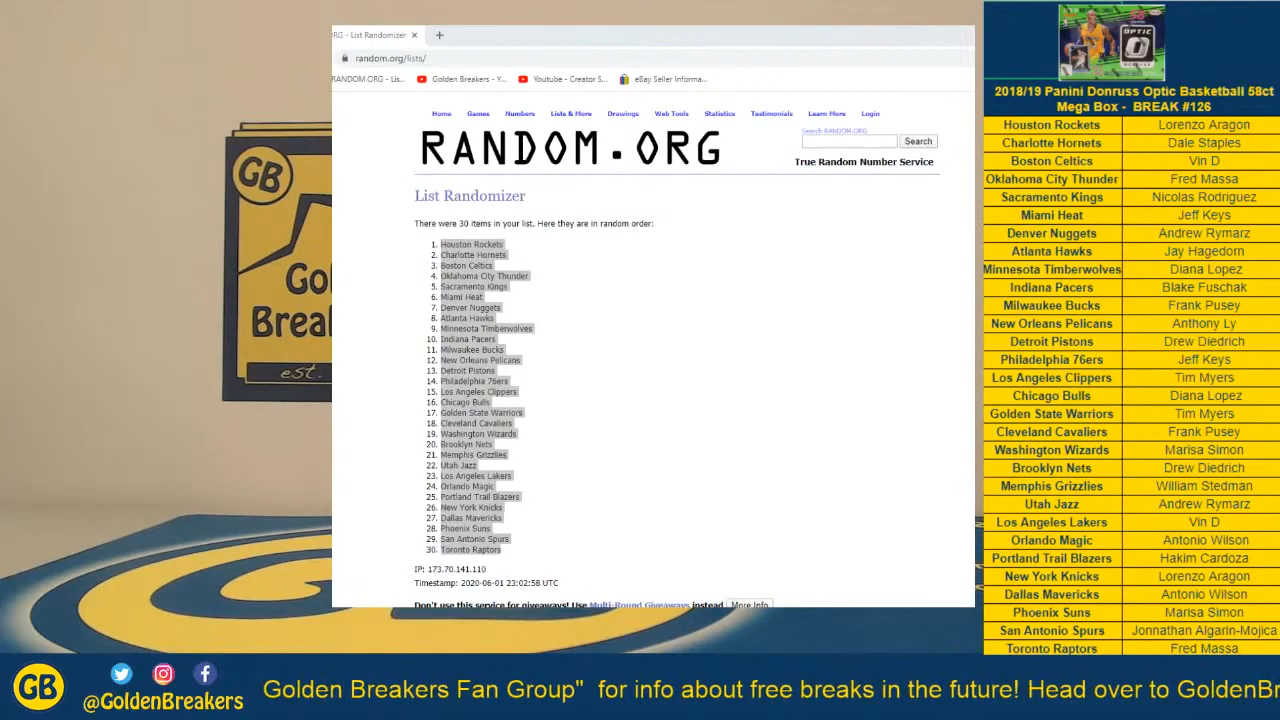 ORG - List Randomizer
random.org/lists/
RANDOM.ORG - Lis... Golden Breakers - Y... Youtube - Creator S... eBay Seller Informa...
Home Games Numbers Lists & More Drawings Web Tools Statistics Testimonials Learn More Login
RANDOM.ORG
Search RANDOM.ORG
Search
True Random Number Service
List Randomizer
There were 30 items in your list. Here they are in random order:
1. Houston Rockets
2. Charlotte Hornets
3. Boston Celtics
4. Oklahoma City Thunder
5. Sacramento Kings
6. Miami Heat
7. Denver Nuggets
8. Atlanta Hawks
9. Minnesota Timberwolves
10. Indiana Pacers
11. Milwaukee Bucks
12. New Orleans Pelicans
13. Detroit Pistons
14. Philadelphia 76ers
15. Los Angeles Clippers
16. Chicago Bulls
17. Golden State Warriors
18. Cleveland Cavaliers
19. Washington Wizards
20. Brooklyn Nets
21. Memphis Grizzlies
22. Utah Jazz
23. Los Angeles Lakers
24. Orlando Magic
25. Portland Trail Blazers
26. New York Knicks
27. Dallas Mavericks
28. Phoenix Suns
29. San Antonio Spurs
30. Toronto Raptors
IP: 173.70.141.110
Timestamp: 2020-06-01 23:02:58 UTC
Don't use this service for giveaways! Use Multi-Round Giveaways instead More Info
GB
Gol
Brea
est.
OPTIC
2018/19 Panini Donruss Optic Basketball 58ct
Mega Box - BREAK #126
Houston Rockets Lorenzo Aragon
Charlotte Hornets Dale Staples
Boston Celtics Vin D
Oklahoma City Thunder Fred Massa
Sacramento Kings Nicolas Rodriguez
Miami Heat Jeff Keys
Denver Nuggets Andrew Rymarz
Atlanta Hawks Jay Hagedorn
Minnesota Timberwolves Diana Lopez
Indiana Pacers Blake Fuschak
Milwaukee Bucks Frank Pusey
New Orleans Pelicans Anthony Ly
Detroit Pistons Drew Diedrich
Philadelphia 76ers Jeff Keys
Los Angeles Clippers Tim Myers
Chicago Bulls Diana Lopez
Golden State Warriors Tim Myers
Cleveland Cavaliers Frank Pusey
Washington Wizards Marisa Simon
Brooklyn Nets Drew Diedrich
Memphis Grizzlies William Stedman
Utah Jazz Andrew Rymarz
Los Angeles Lakers Vin D
Orlando Magic Antonio Wilson
Portland Trail Blazers Hakim Cardoza
New York Knicks Lorenzo Aragon
Dallas Mavericks Antonio Wilson
Phoenix Suns Marisa Simon
San Antonio Spurs Jonnathan Algarin-Mojica
Toronto Raptors Fred Massa
GB
@GoldenBreakers
Golden Breakers Fan Group" for info about free breaks in the future! Head over to GoldenBr